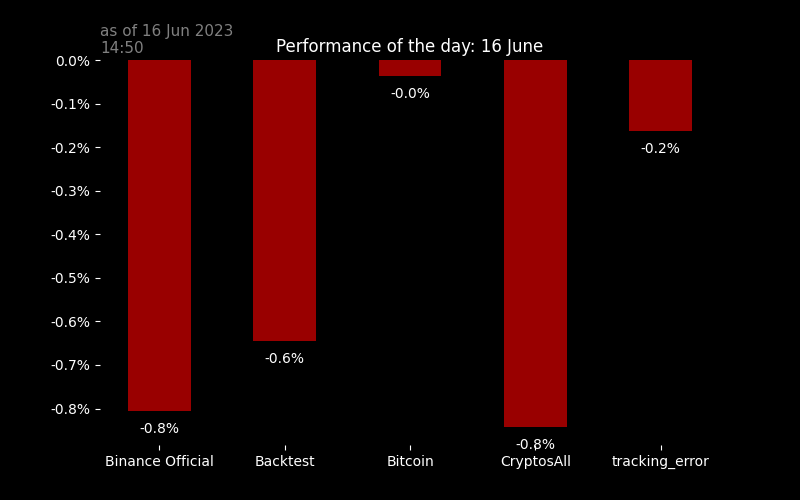 as of 16 Jun 2023
14:50
Performance of the day: 16 June
0.0%
-0.1%
-0.2%
-0.3%
-0.4%
-0.5%
-0.6%
-0.7%
-0.8%
-0.8%
-0.6%
-0.0%
-0.8%
-0.2%
Binance Official
Backtest
Bitcoin
CryptosAll
tracking_error